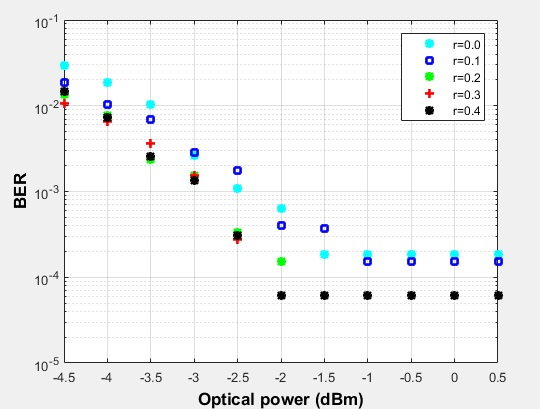 10-1
10-2
10-3
10-4
10-5
BER
-4.5 -4 -3.5 -3 -2.5 -2 -1.5 -1 -0.5 0 0.5
Optical power (dBm)
r=0.0
r=0.1
r=0.2
r=0.3
r=0.4